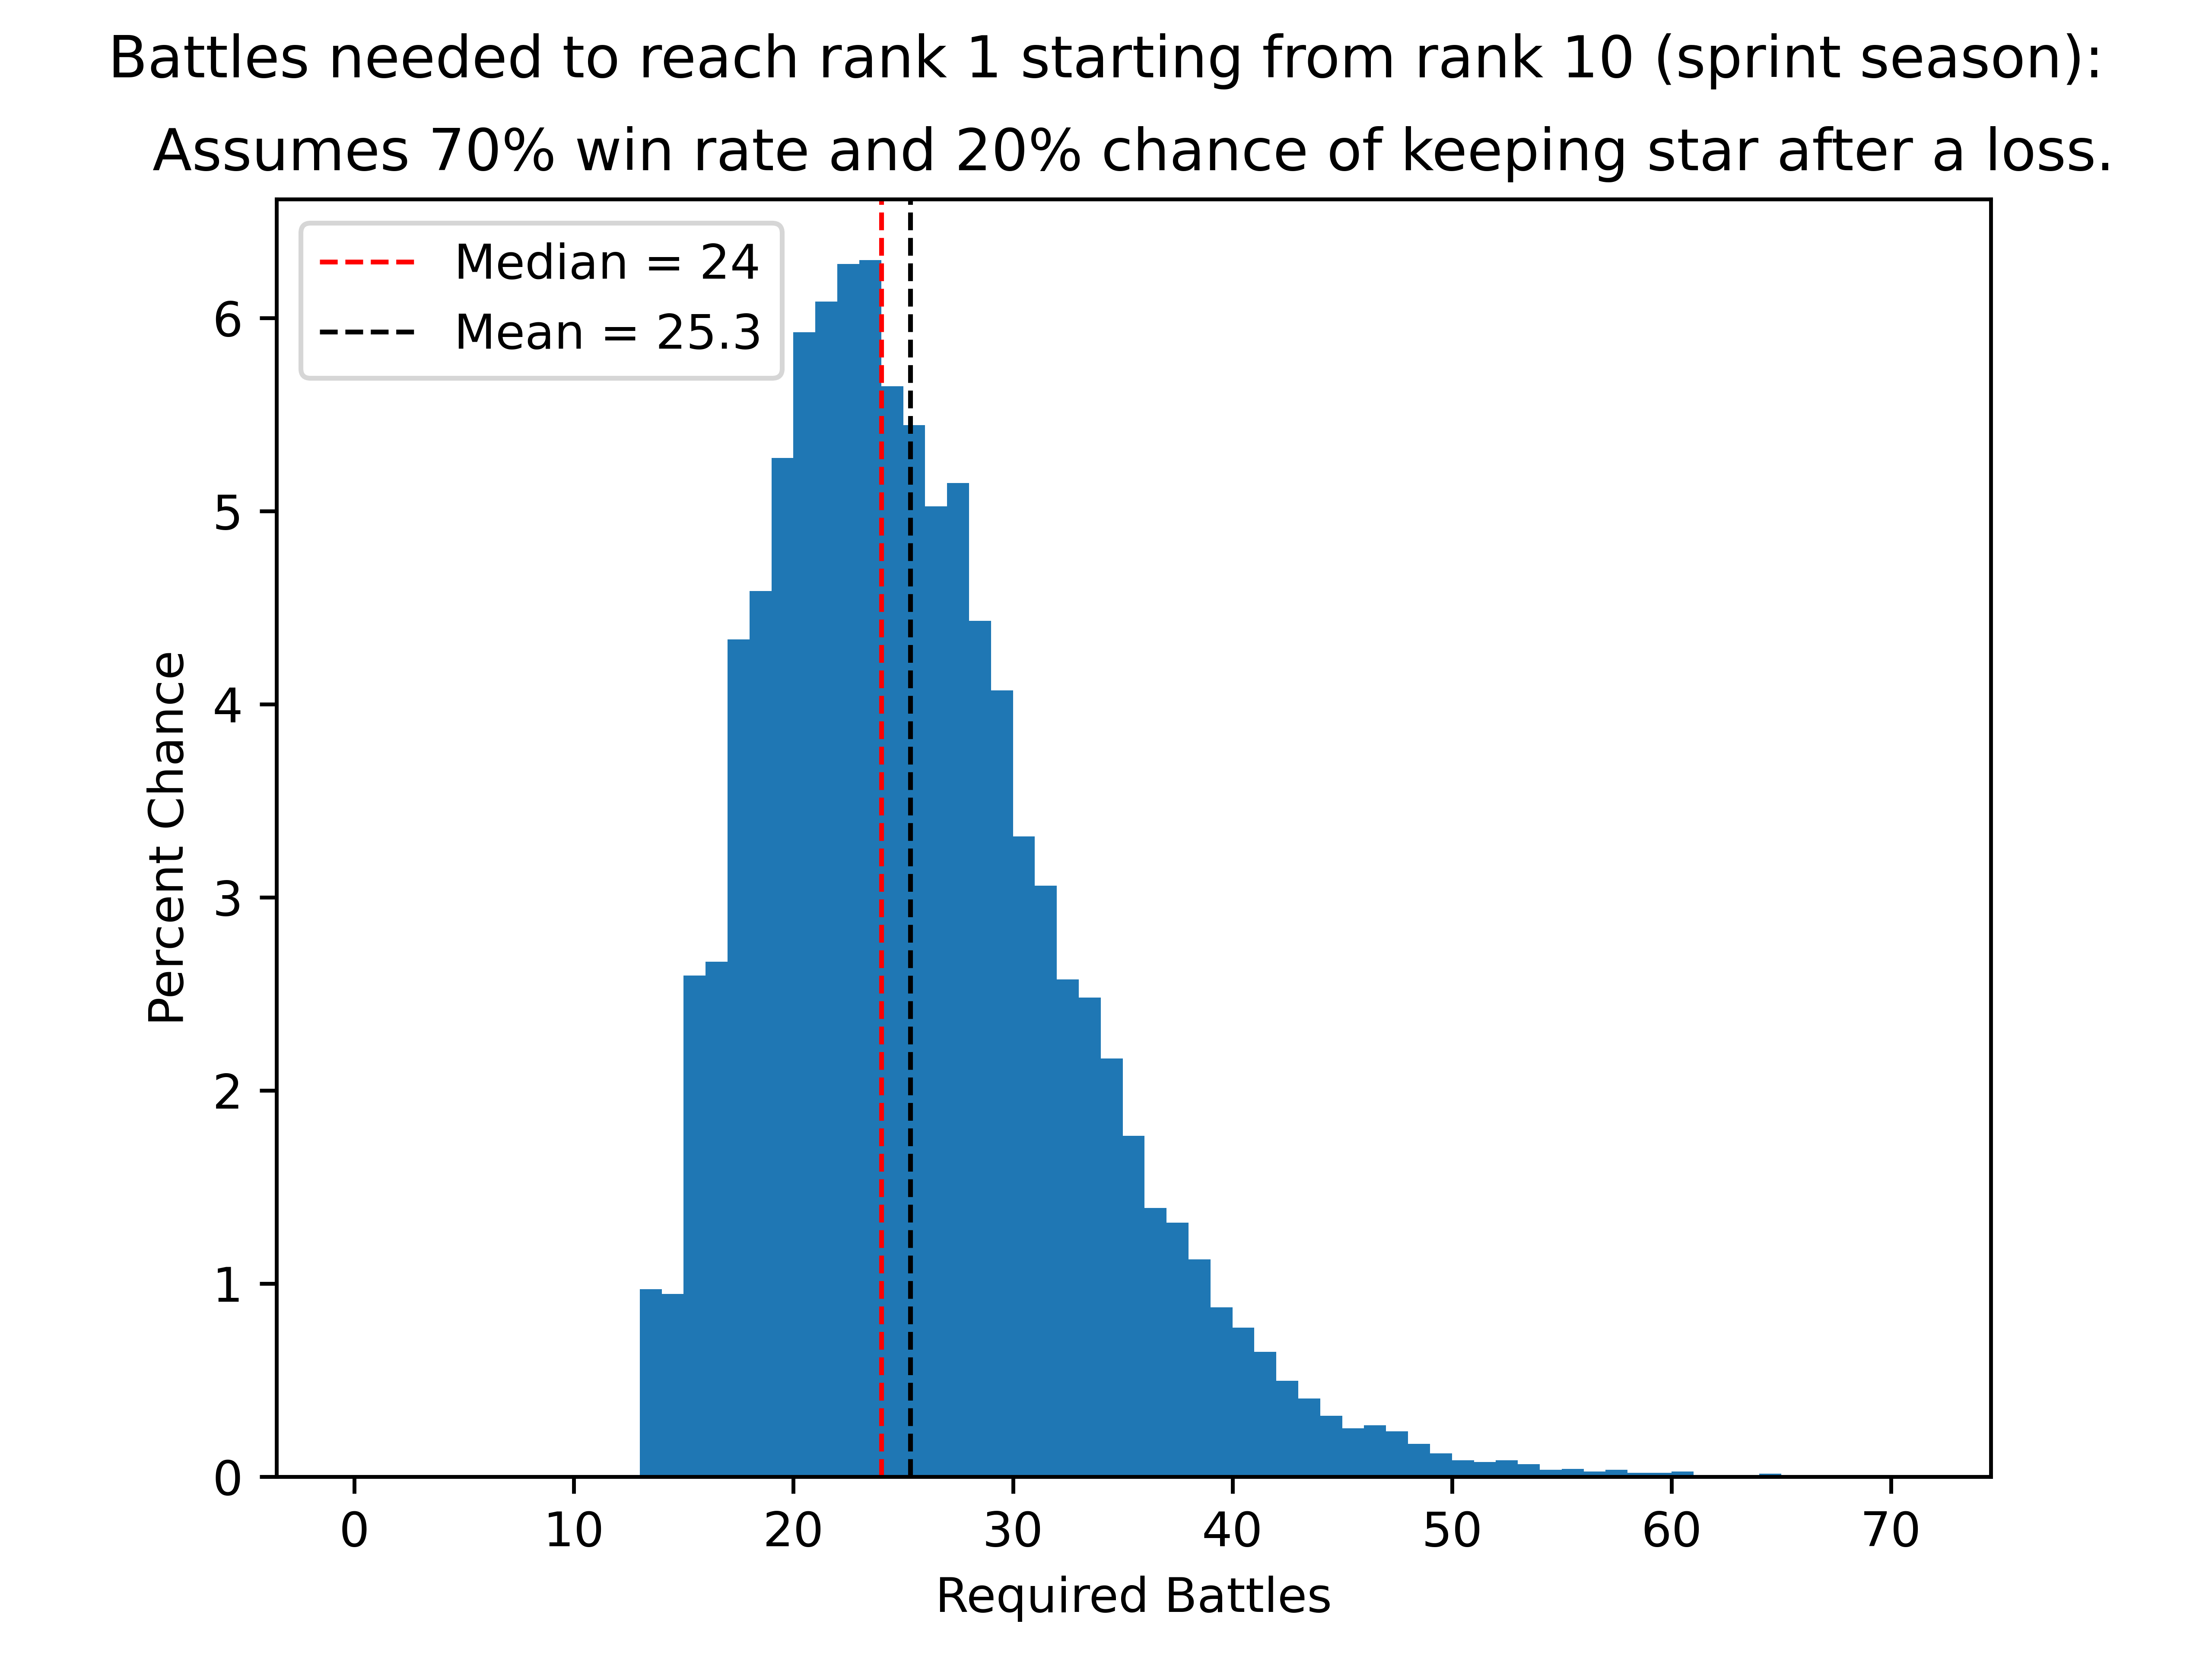 Battles needed to reach rank 1 starting from rank 10 (sprint season):
Assumes 70% win rate and 20% chance of keeping star after a loss.
Median = 24
Mean = 25.3
Percent Chance
6
5
4
3
2
1
0
0 10 20 30 40 50 60 70
Required Battles